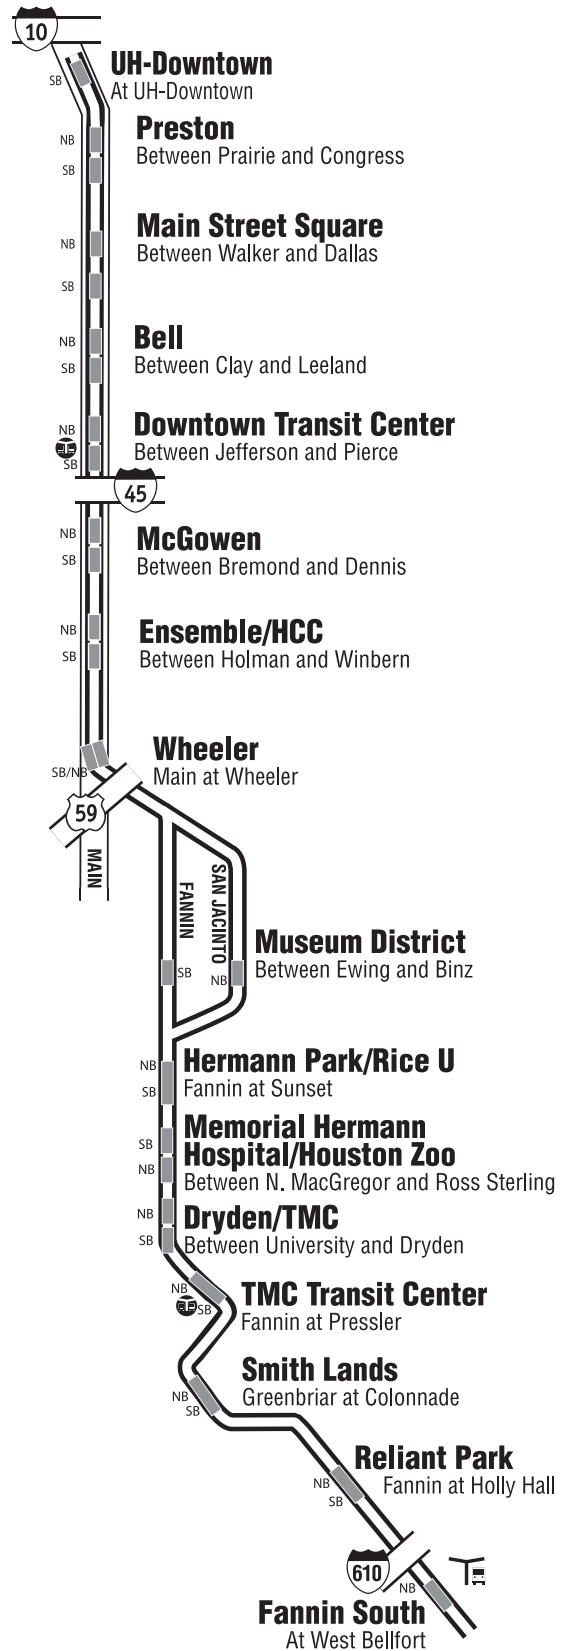 10
UH-Downtown
SB
At UH-Downtown
Preston
NB
Between Prairie and Congress
SB
Main Street Square
NB
Between Walker and Dallas
SB
Bell
NB
Between Clay and Leeland
SB
Downtown Transit Center
NB
Between Jefferson and Pierce
SB
45
McGowen
NB
Between Bremond and Dennis
SB
Ensemble/HCC
NB
Between Holman and Winbern
SB
Wheeler
SB/NB
Main at Wheeler
59
MAIN
FANNIN
SAN JACINTO
Museum District
Between Ewing and Binz
SB
NB
Hermann Park/Rice U
NB
Fannin at Sunset
SB
Memorial Hermann
Hospital/Houston Zoo
SB
NB
Between N. MacGregor and Ross Sterling
Dryden/TMC
NB
Between University and Dryden
SB
TMC Transit Center
NB
Fannin at Pressler
SB
Smith Lands
Greenbriar at Colonnade
NB
SB
Reliant Park
Fannin at Holly Hall
NB
SB
610
NB
Fannin South
At West Bellfort